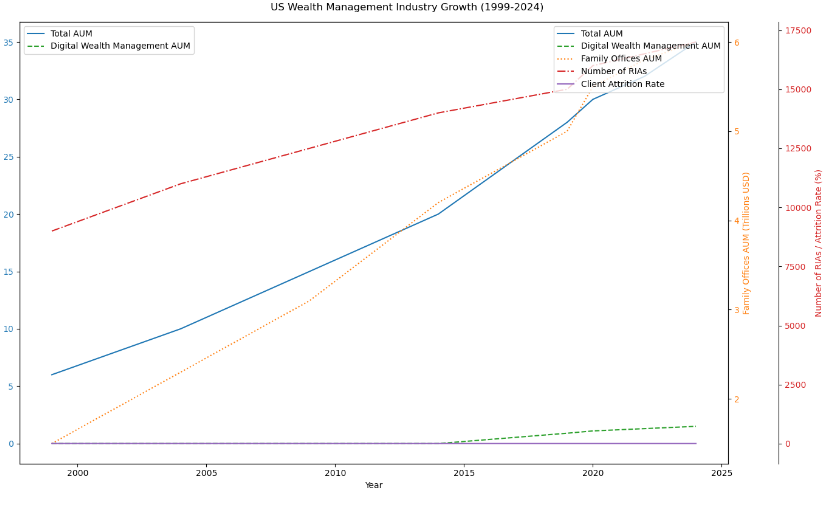 US Wealth Management Industry Growth (1999-2024)
Total AUM
Digital Wealth Management AUM
Total AUM
Digital Wealth Management AUM
Family Offices AUM
Number of RIAs
Client Attrition Rate
35
30
25
20
15
10
5
0
6
5
4
3
2
Family Offices AUM (Trillions USD)
17500
15000
12500
10000
7500
5000
2500
0
Number of RIAs / Attrition Rate (%)
2000
2005
2010
2015
2020
2025
Year